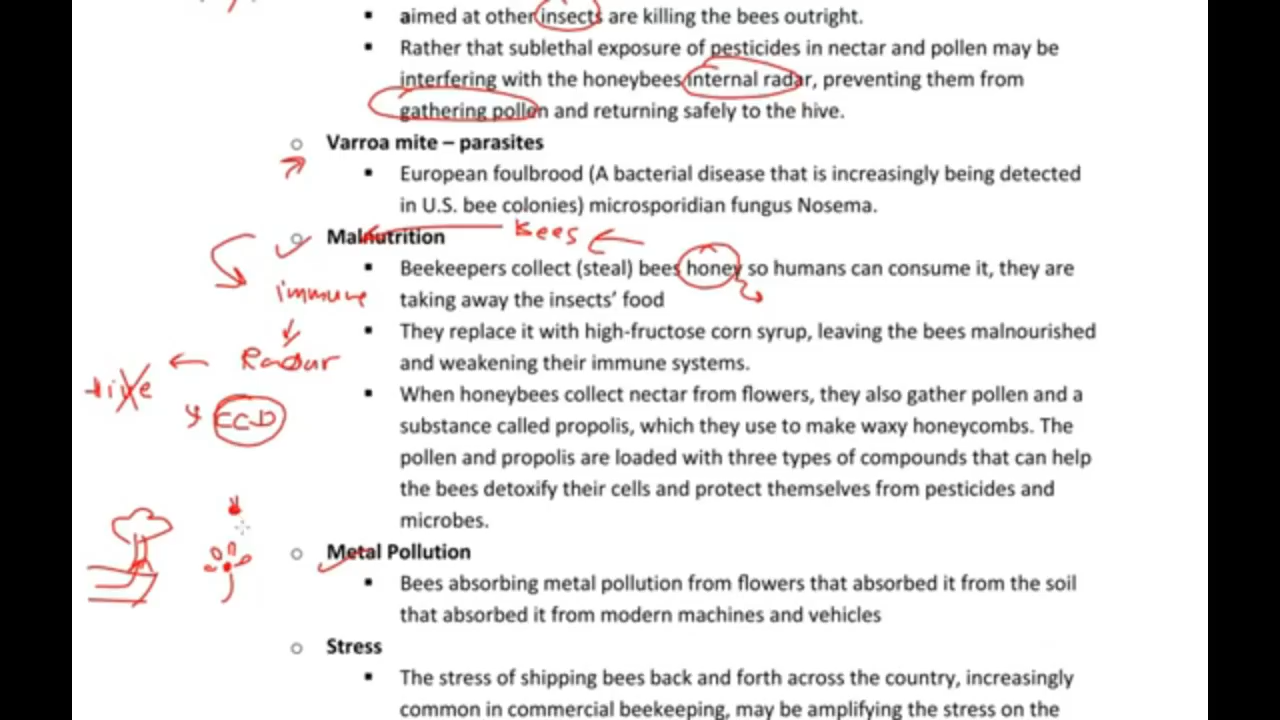 ▪ aimed at other insects are killing the bees outright.
▪ Rather that sublethal exposure of pesticides in nectar and pollen may be
interfering with the honeybees internal radar, preventing them from
gathering pollen and returning safely to the hive.
○ Varroa mite – parasites
▪ European foulbrood (A bacterial disease that is increasingly being detected
in U.S. bee colonies) microsporidian fungus Nosema.
Bees
○ Malnutrition
▪ Beekeepers collect (steal) bees honey so humans can consume it, they are
immune
taking away the insects’ food
▪ They replace it with high-fructose corn syrup, leaving the bees malnourished
Radar
and weakening their immune systems.
hive
▪ When honeybees collect nectar from flowers, they also gather pollen and a
CCD
substance called propolis, which they use to make waxy honeycombs. The
pollen and propolis are loaded with three types of compounds that can help
the bees detoxify their cells and protect themselves from pesticides and
microbes.
○ Metal Pollution
▪ Bees absorbing metal pollution from flowers that absorbed it from the soil
that absorbed it from modern machines and vehicles
○ Stress
▪ The stress of shipping bees back and forth across the country, increasingly
common in commercial beekeeping, may be amplifying the stress on the